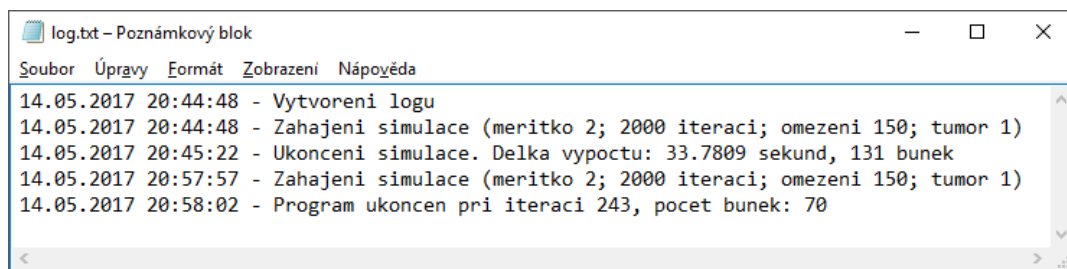 log.txt – Poznámkový blok
Soubor Úpravy Formát Zobrazení Nápověda
14.05.2017 20:44:48 - Vytvoreni logu
14.05.2017 20:44:48 - Zahajeni simulace (meritko 2; 2000 iteraci; omezeni 150; tumor 1)
14.05.2017 20:45:22 - Ukonceni simulace. Delka vypoctu: 33.7809 sekund, 131 bunek
14.05.2017 20:57:57 - Zahajeni simulace (meritko 2; 2000 iteraci; omezeni 150; tumor 1)
14.05.2017 20:58:02 - Program ukoncen pri iteraci 243, pocet bunek: 70